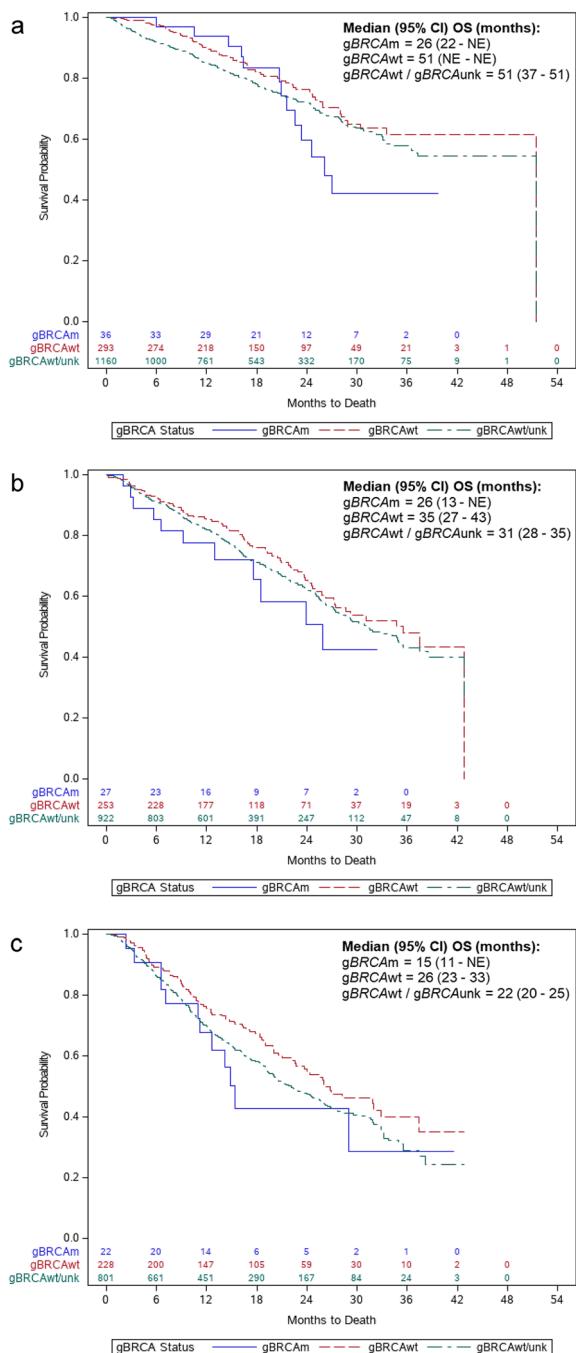 a
Median (95% CI) OS (months):
gBRCAm = 26 (22 - NE)
gBRCAwt = 51 (NE - NE)
gBRCAwt / gBRCAunk = 51 (37 - 51)
1.0
0.8
0.6
0.4
0.2
0.0
Survival Probability
gBRCAm 36 33 29 21 12 7 2 0
gBRCAwt 293 274 218 150 97 49 21 3 1 0
gBRCAwt/unk 1160 1000 761 543 332 170 75 9 1 0
0 6 12 18 24 30 36 42 48 54
Months to Death
gBRCA Status gBRCAm gBRCAwt gBRCAwt/unk
b
Median (95% CI) OS (months):
gBRCAm = 26 (13 - NE)
gBRCAwt = 35 (27 - 43)
gBRCAwt / gBRCAunk = 31 (28 - 35)
1.0
0.8
0.6
0.4
0.2
0.0
Survival Probability
gBRCAm 27 23 16 9 7 2 0
gBRCAwt 253 228 177 118 71 37 19 3 0
gBRCAwt/unk 922 803 601 391 247 112 47 8 0
0 6 12 18 24 30 36 42 48 54
Months to Death
gBRCA Status gBRCAm gBRCAwt gBRCAwt/unk
c
Median (95% CI) OS (months):
gBRCAm = 15 (11 - NE)
gBRCAwt = 26 (23 - 33)
gBRCAwt / gBRCAunk = 22 (20 - 25)
1.0
0.8
0.6
0.4
0.2
0.0
Survival Probability
gBRCAm 22 20 14 6 5 2 1 0
gBRCAwt 228 200 147 105 59 30 10 2 0
gBRCAwt/unk 801 661 451 290 167 84 24 3 0
0 6 12 18 24 30 36 42 48 54
Months to Death
gBRCA Status gBRCAm gBRCAwt gBRCAwt/unk